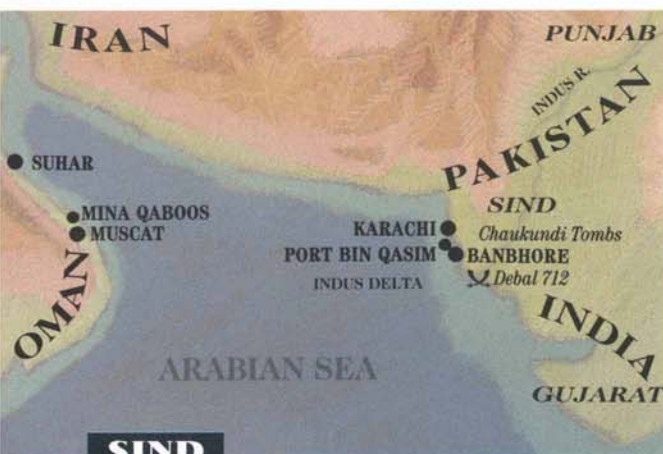 IRAN
PUNJAB
INDUS R.
PAKISTAN
SUHAR
SIND
MINA QABOOS
MUSCAT
KARACHI
Chaukundi Tombs
PORT BIN QASIM
BANBHORE
Debal 712
INDUS DELTA
OMAN
INDIA
ARABIAN SEA
GUJARAT
SIND